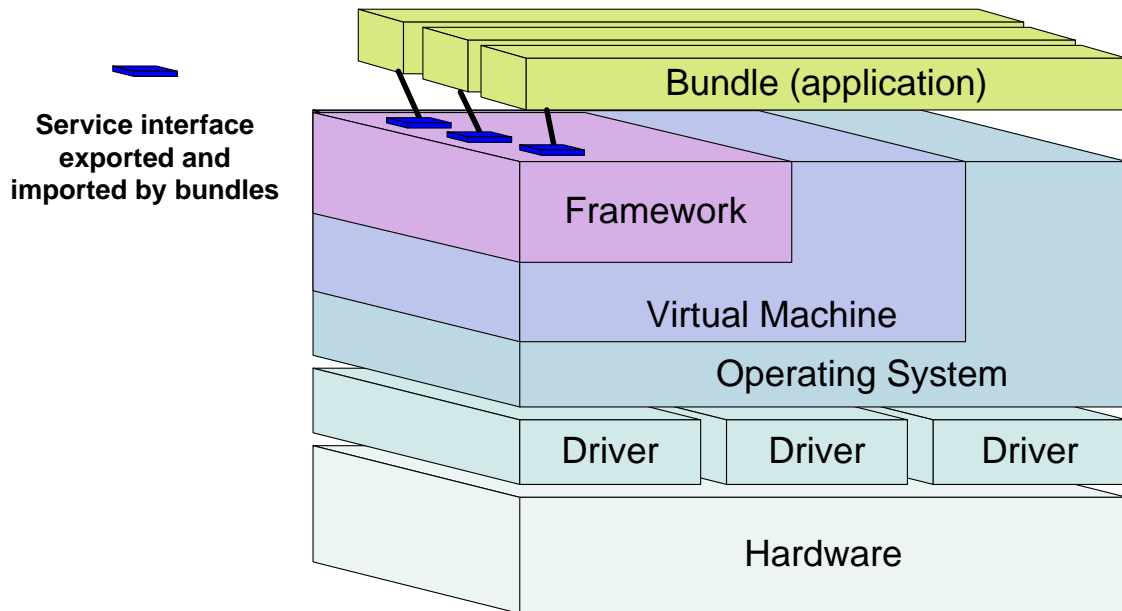 Bundle (application)
Service interface
exported and
imported by bundles
Framework
Virtual Machine
Operating System
Driver
Driver
Driver
Hardware